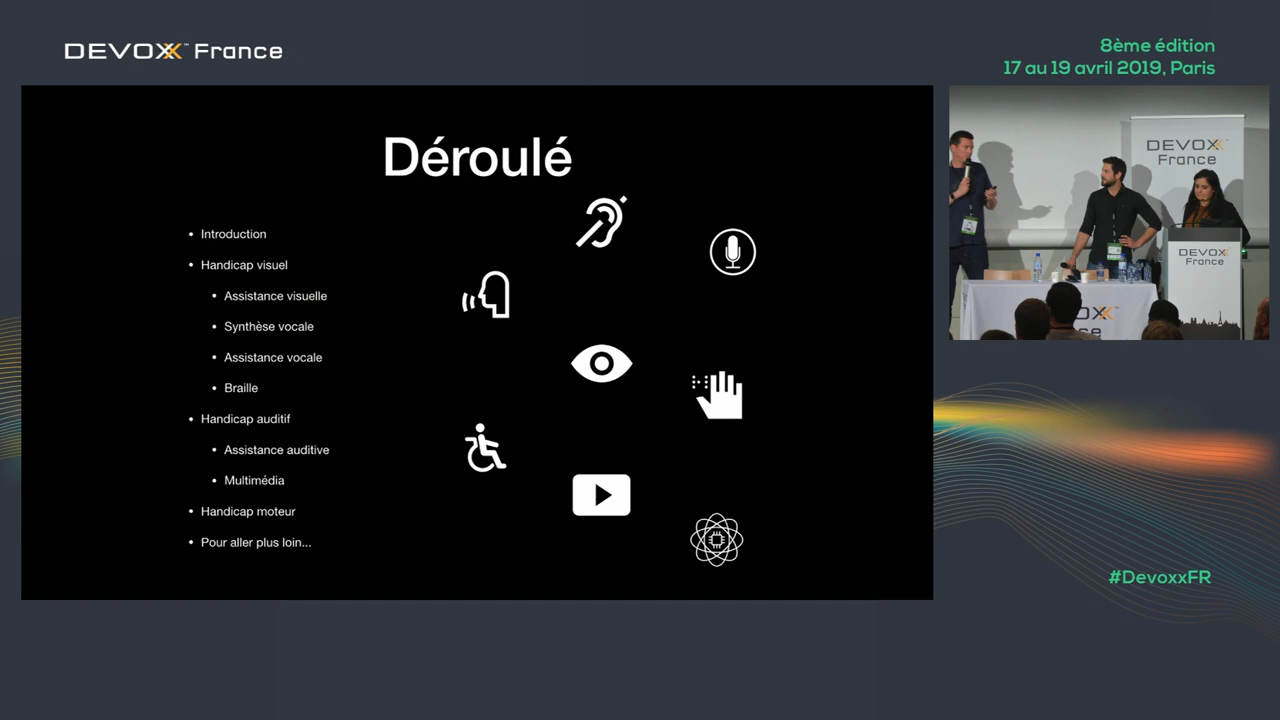 DEVOXX™ France
8ème édition
17 au 19 avril 2019, Paris
Déroulé
• Introduction
• Handicap visuel
• Assistance visuelle
• Synthèse vocale
• Assistance vocale
• Braille
• Handicap auditif
• Assistance auditive
• Multimédia
• Handicap moteur
• Pour aller plus loin...
DEVOXX
France
DEVOXX
France
#DevoxxFR